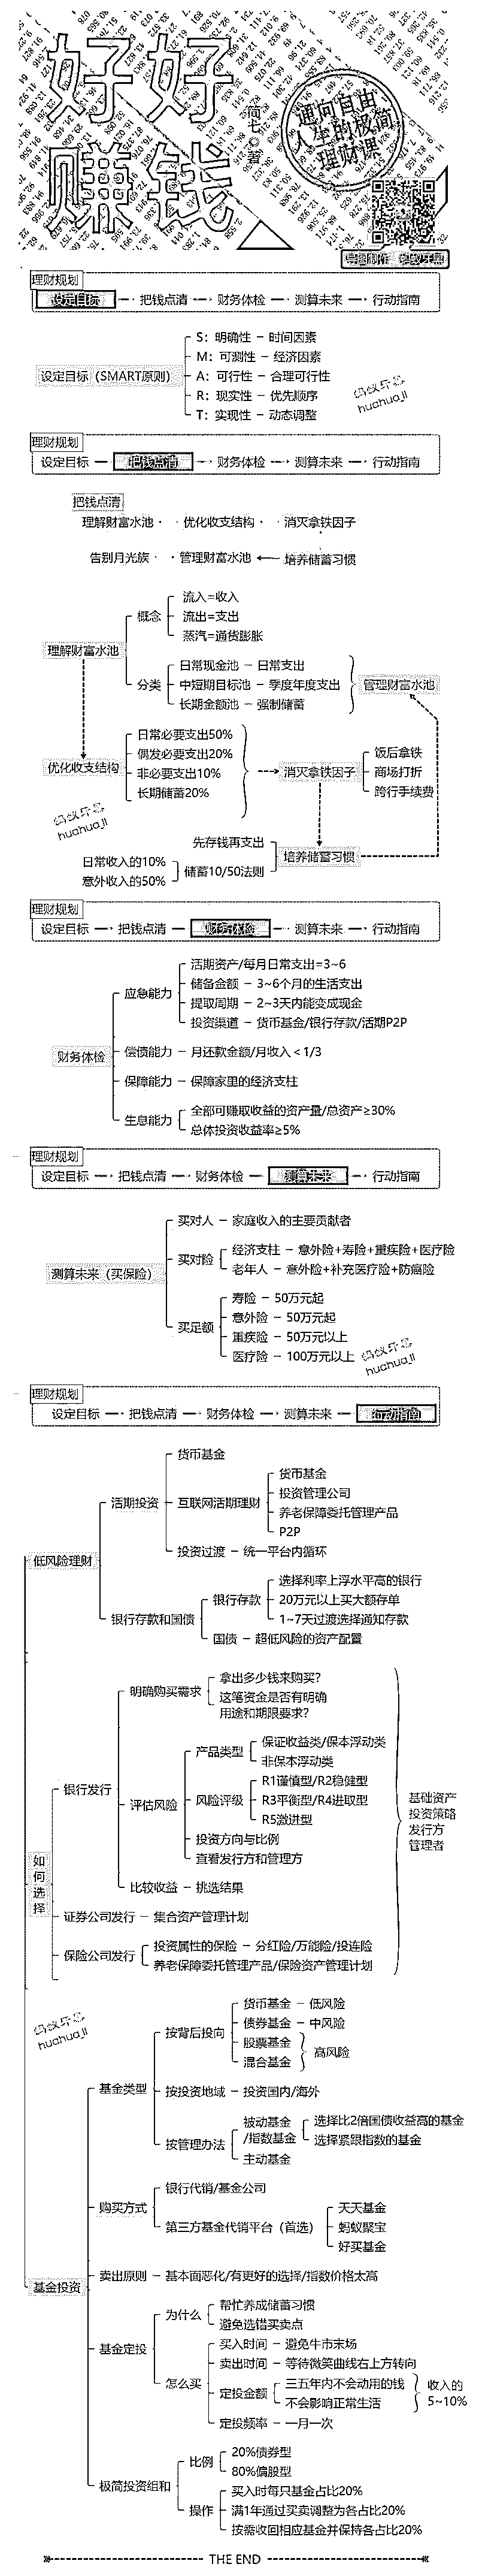 好好
赚钱
简七◎著
通向自由
人生的极简
理财课
理财规划
设定目标 → 把钱点清 → 财务体检 → 测算未来 → 行动指南
设定目标（SMART原则）
S：明确性 － 时间因素
M：可测性 － 经济因素
A：可行性 － 合理可行性
R：现实性 － 优先顺序
T：实现性 － 动态调整
huahua_ll
理财规划
设定目标 → 把钱点清 → 财务体检 → 测算未来 → 行动指南
把钱点清
理解财富水池 · 优化收支结构 · 消灭拿铁因子
告别月光族 · 管理财富水池 ← 培养储蓄习惯
理解财富水池
概念
流入=收入
流出=支出
蒸汽=通货膨胀
分类
日常现金池 － 日常支出
中短期目标池 － 季度年度支出
长期金额池 － 强制储蓄
管理财富水池
优化收支结构
日常必要支出50%
偶发必要支出20%
非必要支出10%
长期储蓄20%
消灭拿铁因子
饭后拿铁
商场打折
跨行手续费
huahua_ll
先存钱再支出
日常收入的10%
意外收入的50%
储蓄10/50法则
培养储蓄习惯
理财规划
设定目标 → 把钱点清 → 财务体检 → 测算未来 → 行动指南
财务体检
应急能力
活期资产/每月日常支出=3~6
储备金额 － 3~6个月的生活支出
提取周期 － 2~3天内能变成现金
投资渠道 － 货币基金/银行存款/活期P2P
偿债能力 － 月还款金额/月收入＜1/3
保障能力 － 保障家里的经济支柱
生息能力
全部可赚取收益的资产量/总资产≥30%
总体投资收益率≥5%
理财规划
设定目标 → 把钱点清 → 财务体检 → 测算未来 → 行动指南
测算未来（买保险）
买对人 － 家庭收入的主要贡献者
买对险
经济支柱 － 意外险+寿险+重疾险+医疗险
老年人 － 意外险+补充医疗险+防癌险
买足额
寿险 － 50万元起
意外险 － 50万元起
重疾险 － 50万元以上
医疗险 － 100万元以上
huahua_ll
理财规划
设定目标 → 把钱点清 → 财务体检 → 测算未来 → 行动指南
低风险理财
活期投资
货币基金
互联网活期理财
货币基金
投资管理公司
养老保障委托管理产品
P2P
投资过渡 － 统一平台内循环
银行存款和国债
银行存款
选择利率上浮水平高的银行
20万元以上买大额存单
1~7天过渡选择通知存款
国债 － 超低风险的资产配置
如何选择
银行发行
明确购买需求
拿出多少钱来购买?
这笔资金是否有明确
用途和期限要求?
评估风险
产品类型
保证收益类/保本浮动类
非保本浮动类
风险评级
R1谨慎型/R2稳健型
R3平衡型/R4进取型
R5激进型
投资方向与比例
查看发行方和管理方
比较收益 － 挑选结果
证券公司发行 － 集合资产管理计划
保险公司发行
投资属性的保险 － 分红险/万能险/投连险
养老保障委托管理产品/保险资产管理计划
基础资产
投资策略
发行方
管理者
huahua_ll
基金投资
基金类型
按背后投向
货币基金 － 低风险
债券基金 － 中风险
股票基金
混合基金
高风险
按投资地域 － 投资国内/海外
按管理办法
被动基金
/指数基金
选择比2倍国债收益高的基金
选择紧跟指数的基金
主动基金
购买方式
银行代销/基金公司
第三方基金代销平台（首选）
天天基金
蚂蚁聚宝
好买基金
卖出原则 － 基本面恶化/有更好的选择/指数价格太高
基金定投
为什么
帮忙养成储蓄习惯
避免选错买卖点
怎么买
买入时间 － 避免牛市末场
卖出时间 － 等待微笑曲线右上方转向
定投金额
三五年内不会动用的钱
不会影响正常生活
收入的
5~10%
定投频率 － 一月一次
极简投资组和
比例
20%债券型
80%偏股型
操作
买入时每只基金占比20%
满1年通过买卖调整为各占比20%
按需收回相应基金并保持各占比20%
THE END